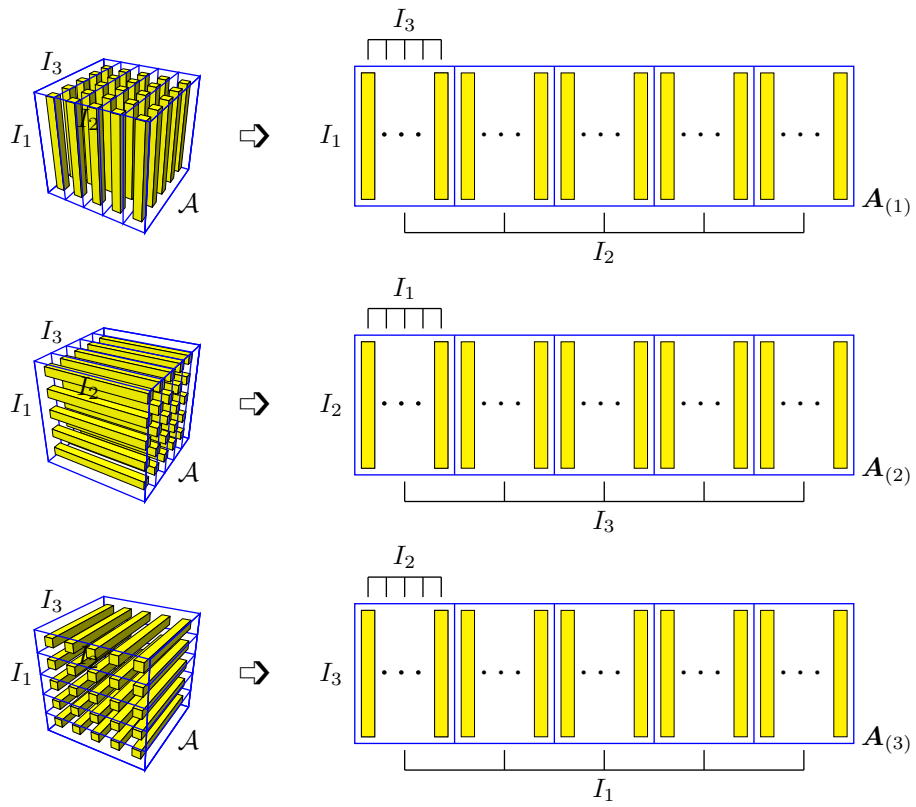 I₃
I₃
I₂
I₁
I₁
𝒜
A₍₁₎
I₂
I₁
I₃
I₂
I₁
I₂
𝒜
A₍₂₎
I₃
I₂
I₃
I₁
I₃
𝒜
A₍₃₎
I₁